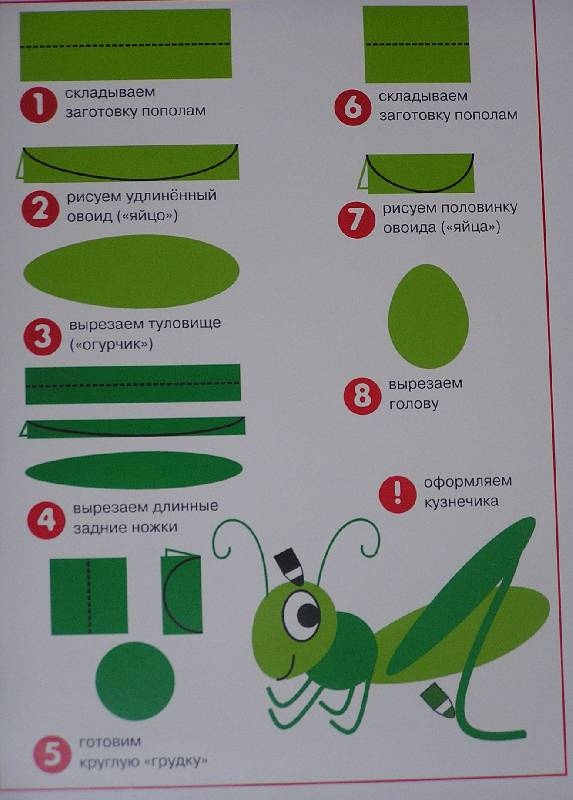 1 складываем
заготовку пополам
2 рисуем удлинённый
овоид («яйцо»)
3 вырезаем туловище
(«огурчик»)
4 вырезаем длинные
задние ножки
5 готовим
круглую «грудку»
6 складываем
заготовку пополам
7 рисуем половинку
овоида («яйца»)
8 вырезаем
голову
! оформляем
кузнечика